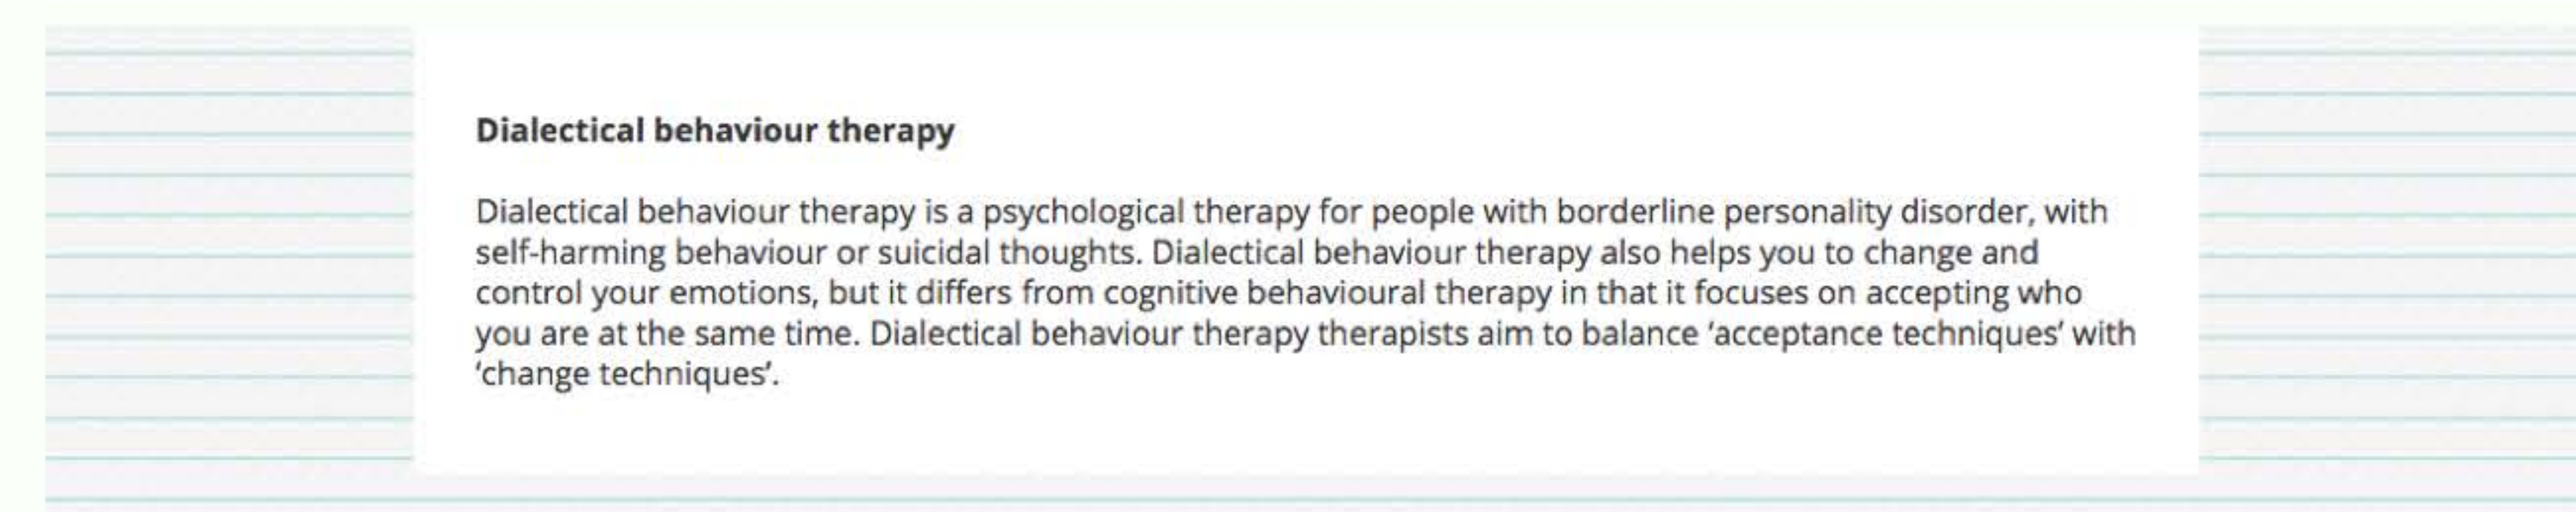 Dialectical behaviour therapy
Dialectical behaviour therapy is a psychological therapy for people with borderline personality disorder, with
self-harming behaviour or suicidal thoughts. Dialectical behaviour therapy also helps you to change and
control your emotions, but it differs from cognitive behavioural therapy in that it focuses on accepting who
you are at the same time. Dialectical behaviour therapy therapists aim to balance ‘acceptance techniques’ with
‘change techniques’.